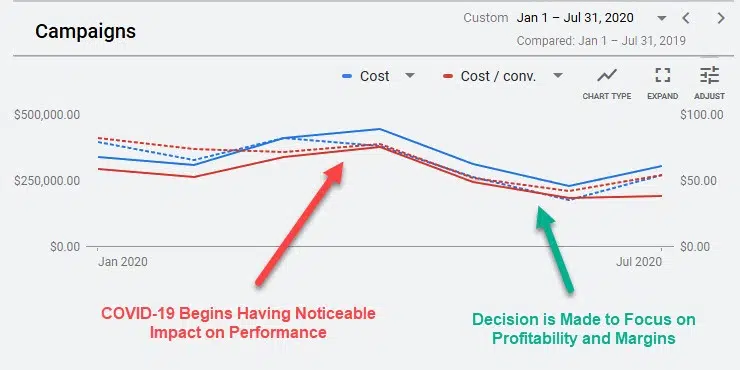 Campaigns
Custom Jan 1 – Jul 31, 2020
Compared: Jan 1 – Jul 31, 2019
Cost
Cost / conv.
CHART TYPE
EXPAND
ADJUST
$500,000.00
$100.00
$250,000.00
$50.00
$0.00
$0.00
Jan 2020
Jul 2020
COVID-19 Begins Having Noticeable
Impact on Performance
Decision is Made to Focus on
Profitability and Margins